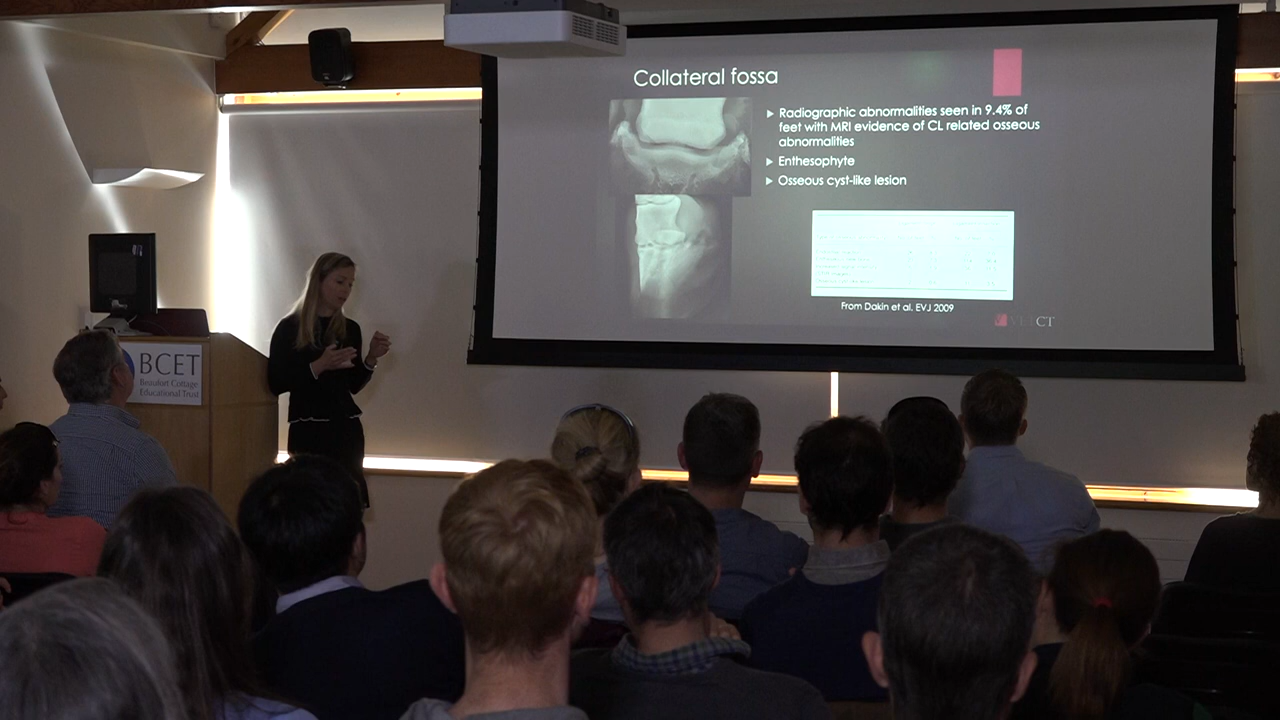 Collateral fossa
Radiographic abnormalities seen in 9.4% of
feet with MRI evidence of CL related osseous
abnormalities
Enthesophyte
Osseous cyst-like lesion
From Dakin et al. EVJ 2009
CT
BCET
Beaufort Cottage
Educational Trust